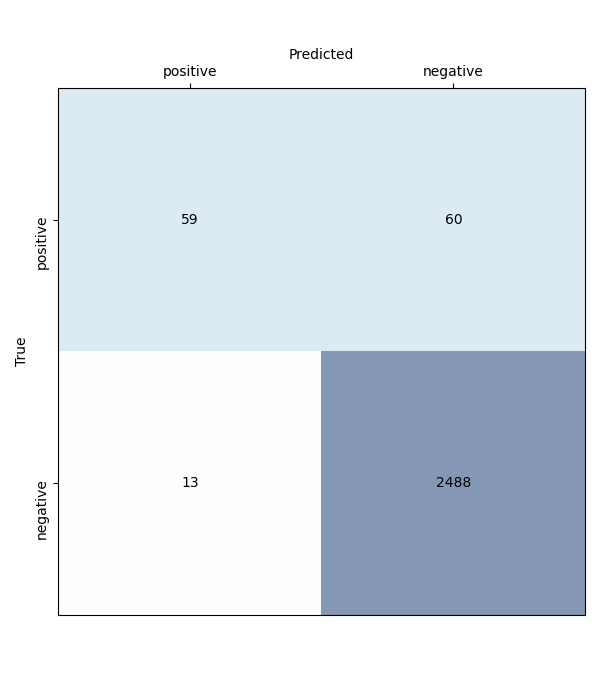 Predicted
positive negative
positive
59 60
True
negative
13 2488